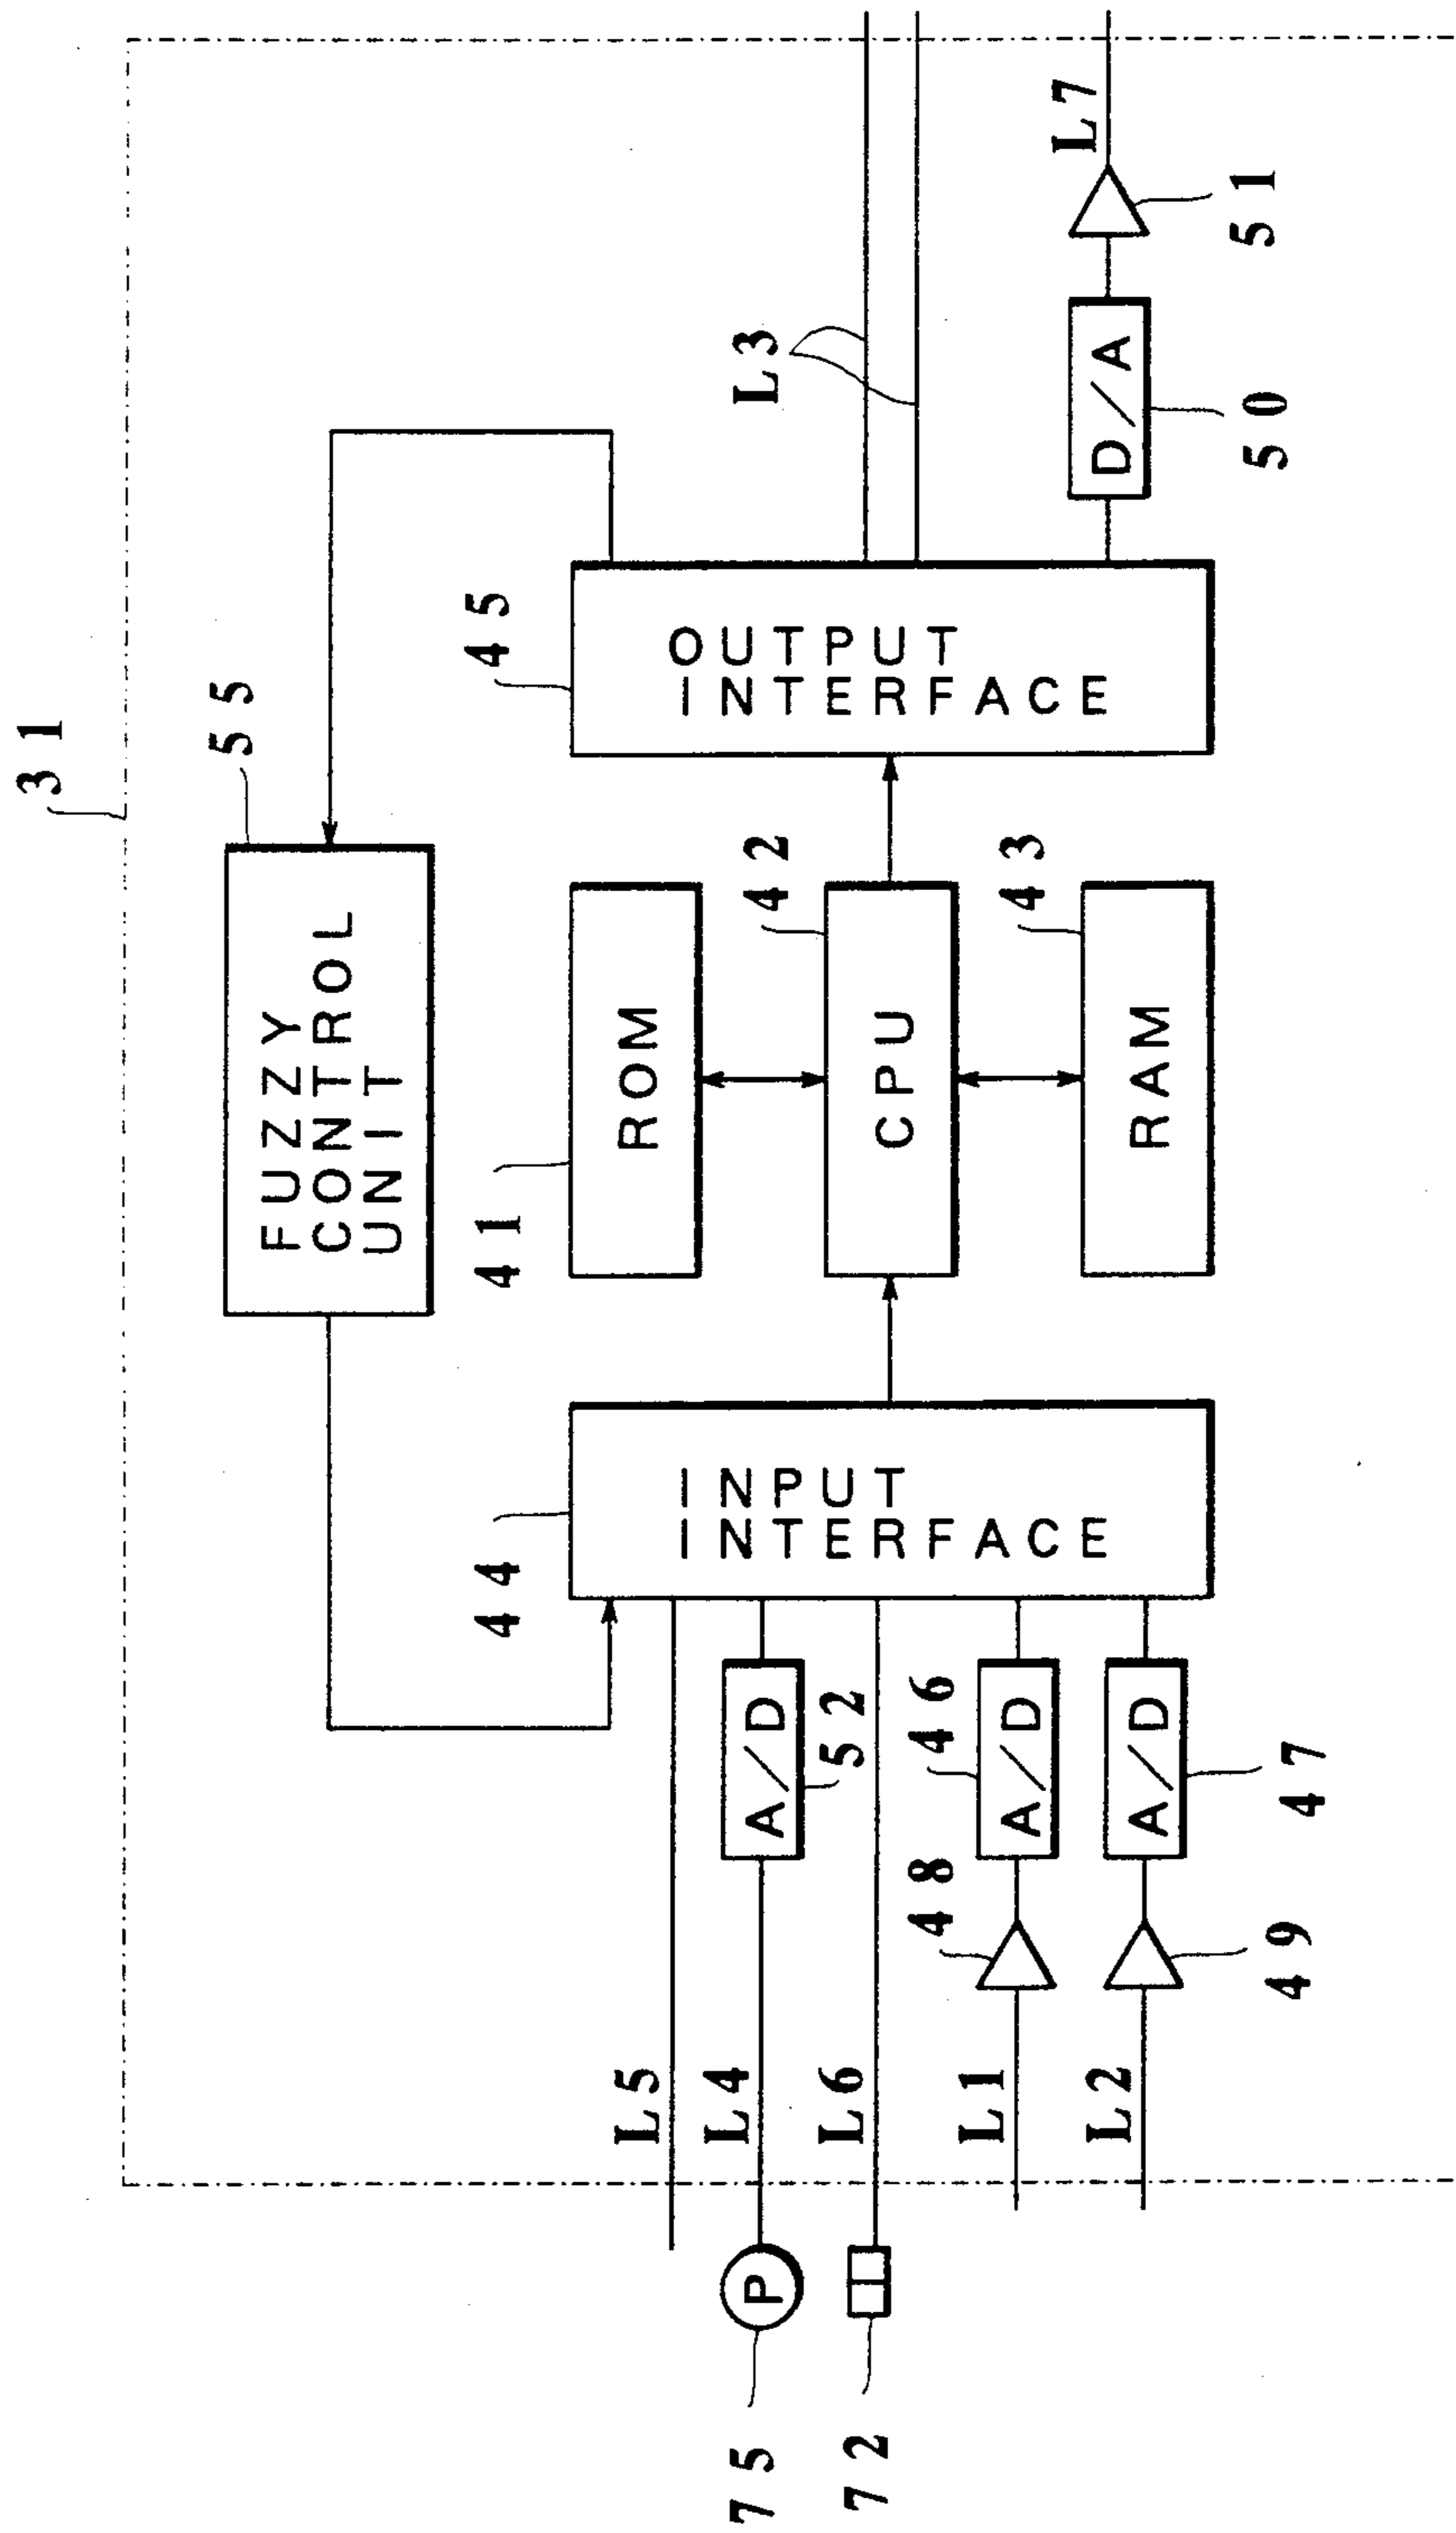 31
55
FUZZY
CONTROL
UNIT
41
ROM
44
INPUT
INTERFACE
42
CPU
45
OUTPUT
INTERFACE
43
RAM
L5
L4
A/D
52
75
P
L6
72
L1
48
46
A/D
L2
49
47
A/D
L3
D/A
50
L7
51